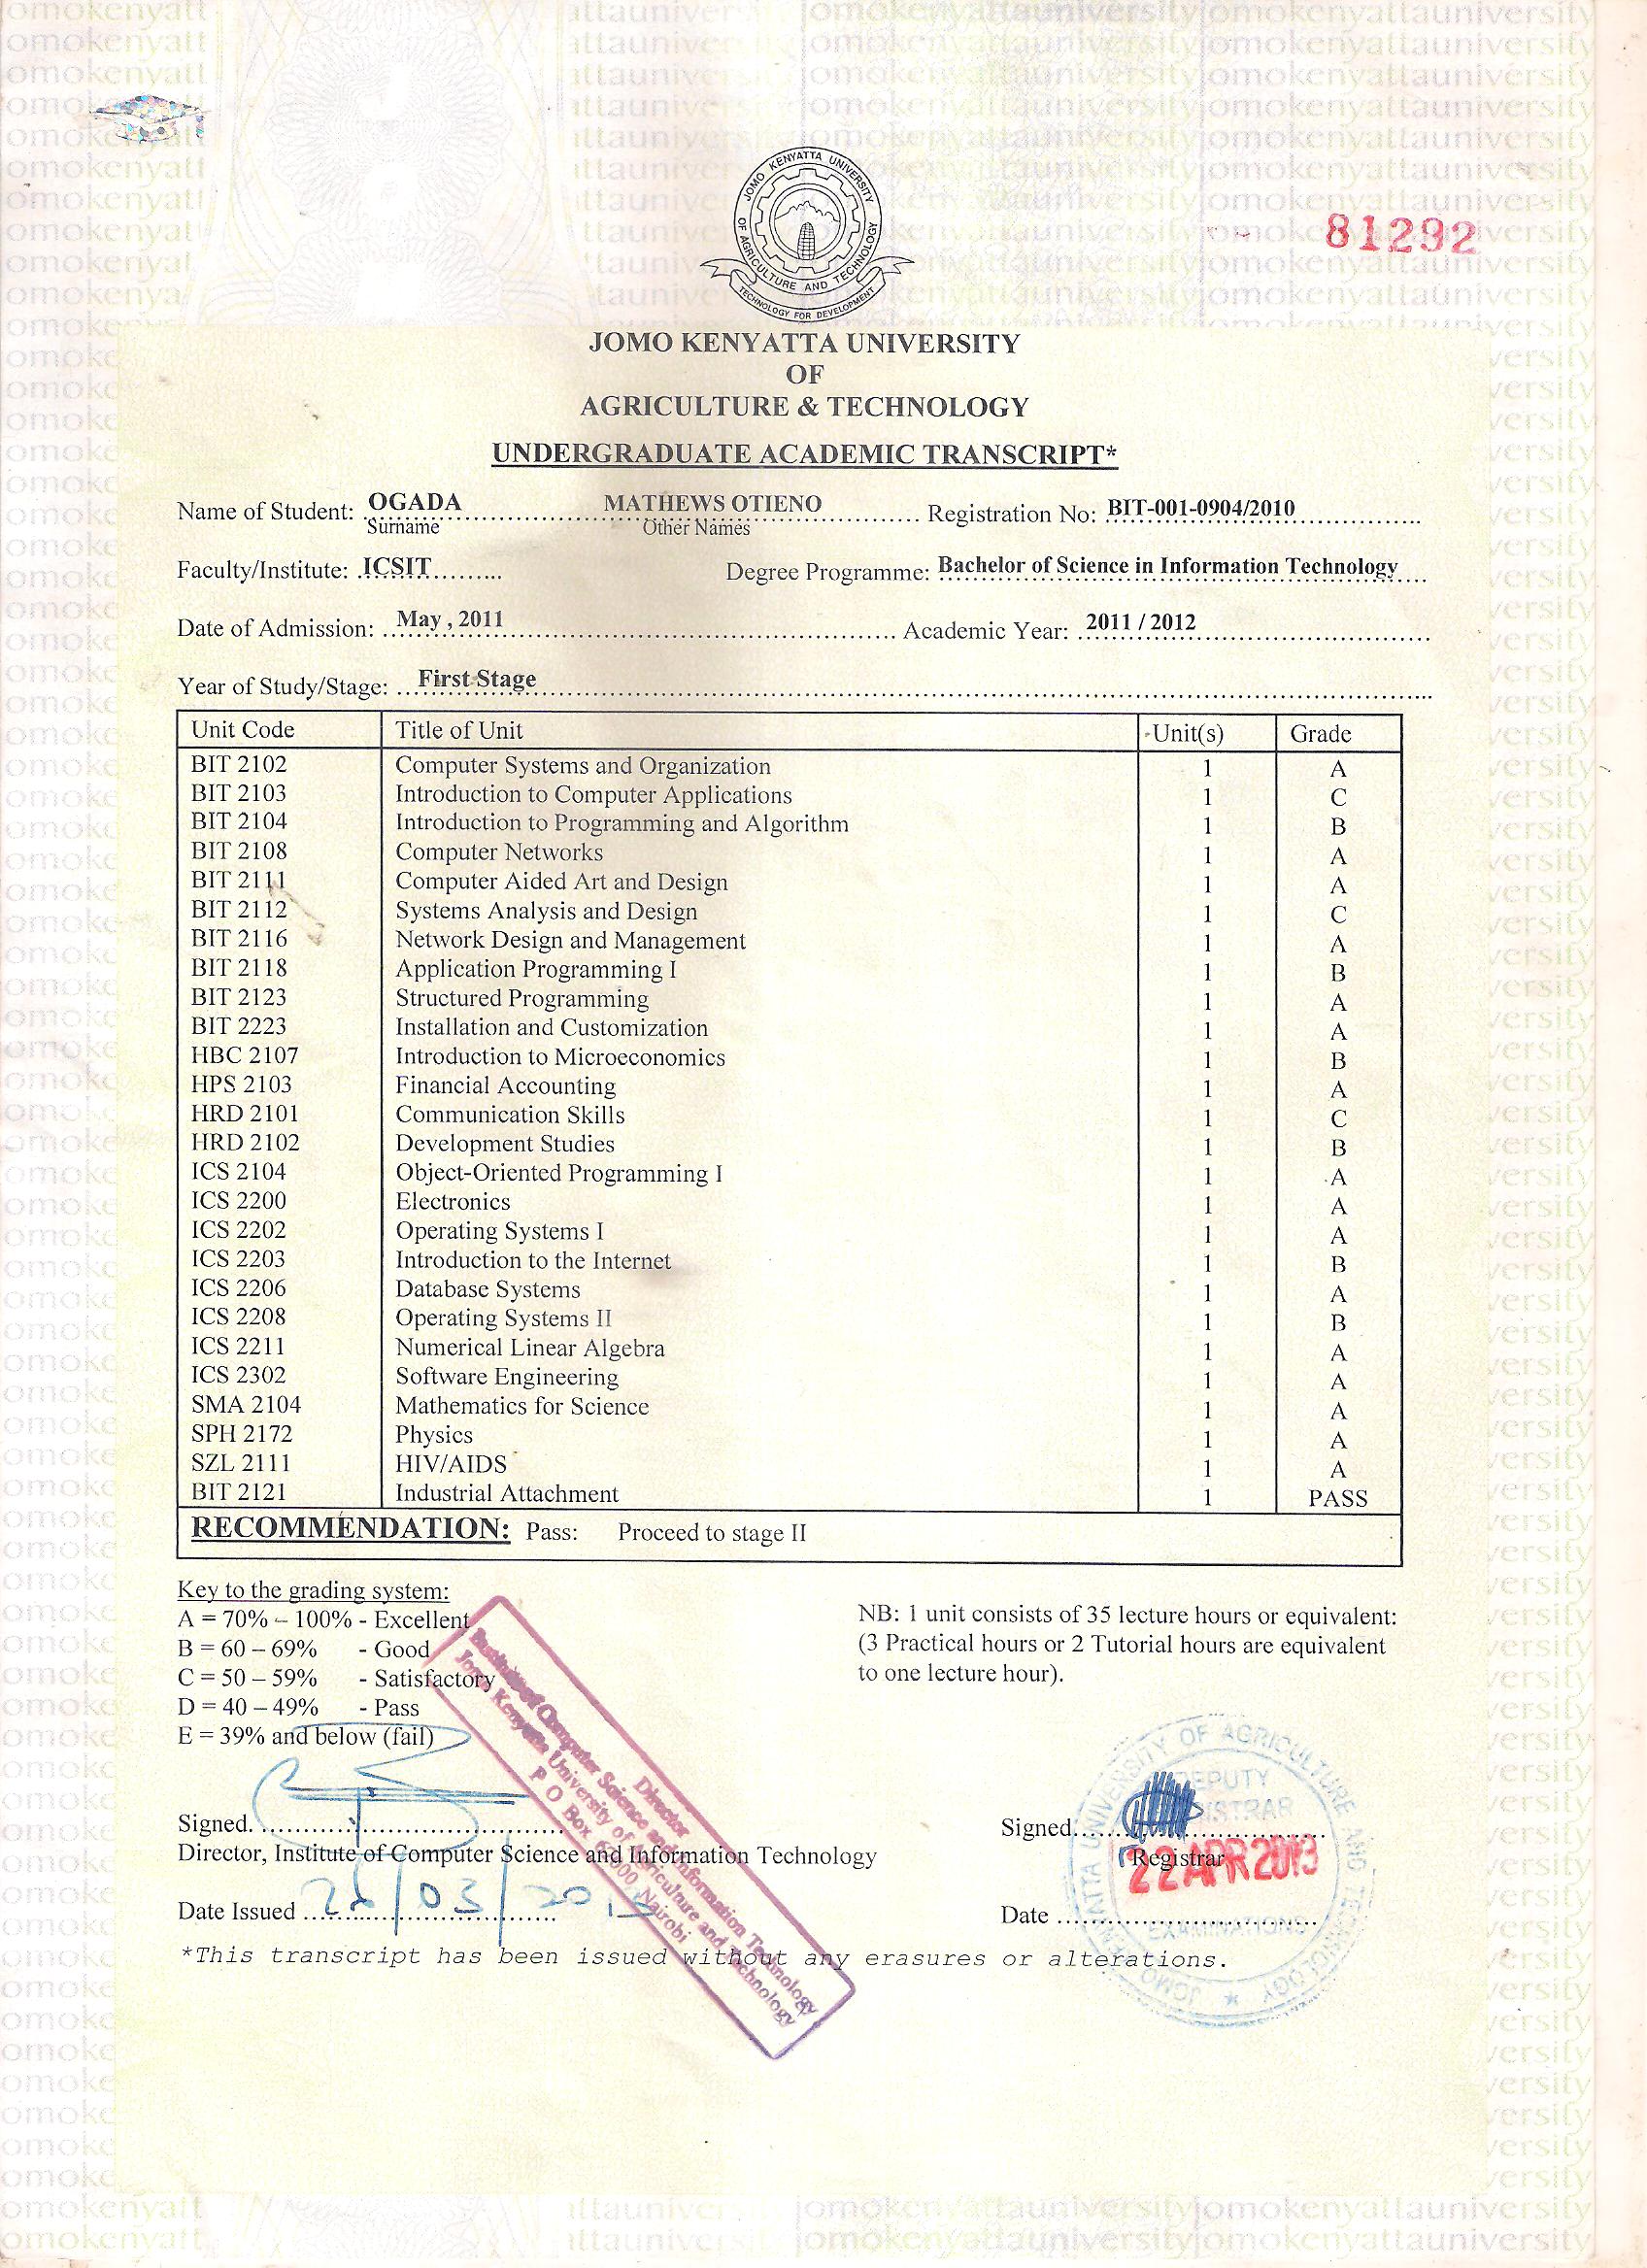 JOMO KENYATTA UNIVERSITY
OF AGRICULTURE AND TECHNOLOGY
TECHNOLOGY FOR DEVELOPMENT
81292
JOMO KENYATTA UNIVERSITY
OF
AGRICULTURE & TECHNOLOGY
UNDERGRADUATE ACADEMIC TRANSCRIPT*
Name of Student: OGADA MATHEWS OTIENO Registration No: BIT-001-0904/2010
Surname Other Names
Faculty/Institute: ICSIT Degree Programme: Bachelor of Science in Information Technology
Date of Admission: May , 2011 Academic Year: 2011 / 2012
Year of Study/Stage: First Stage
Unit Code Title of Unit Unit(s) Grade
BIT 2102 Computer Systems and Organization 1 A
BIT 2103 Introduction to Computer Applications 1 C
BIT 2104 Introduction to Programming and Algorithm 1 B
BIT 2108 Computer Networks 1 A
BIT 2111 Computer Aided Art and Design 1 A
BIT 2112 Systems Analysis and Design 1 C
BIT 2116 Network Design and Management 1 A
BIT 2118 Application Programming I 1 B
BIT 2123 Structured Programming 1 A
BIT 2223 Installation and Customization 1 A
HBC 2107 Introduction to Microeconomics 1 B
HPS 2103 Financial Accounting 1 A
HRD 2101 Communication Skills 1 C
HRD 2102 Development Studies 1 B
ICS 2104 Object-Oriented Programming I 1 A
ICS 2200 Electronics 1 A
ICS 2202 Operating Systems I 1 A
ICS 2203 Introduction to the Internet 1 B
ICS 2206 Database Systems 1 A
ICS 2208 Operating Systems II 1 B
ICS 2211 Numerical Linear Algebra 1 A
ICS 2302 Software Engineering 1 A
SMA 2104 Mathematics for Science 1 A
SPH 2172 Physics 1 A
SZL 2111 HIV/AIDS 1 A
BIT 2121 Industrial Attachment 1 PASS
RECOMMENDATION: Pass: Proceed to stage II
Key to the grading system:
A = 70% – 100% - Excellent
B = 60 – 69% - Good
C = 50 – 59% - Satisfactory
D = 40 – 49% - Pass
E = 39% and below (fail)
NB: 1 unit consists of 35 lecture hours or equivalent:
(3 Practical hours or 2 Tutorial hours are equivalent
to one lecture hour).
Director
Institute of Computer Science and Information Technology
Jomo Kenyatta University of Agriculture and Technology
P O Box 62000, Nairobi
Signed
Director, Institute of Computer Science and Information Technology
Date Issued /03/
Signed
Registrar
Date
DEPUTY
REGISTRAR
22 APR 2013
EXAMINATIONS
JOMO KENYATTA UNIVERSITY OF AGRICULTURE AND TECHNOLOGY
*This transcript has been issued without any erasures or alterations.